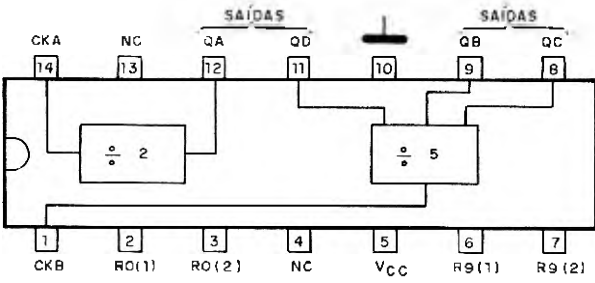 SAÍDAS SAÍDAS
CKA NC QA QD QB QC
14 13 12 11 10 9 8
÷ 2 ÷ 5
1 2 3 4 5 6 7
CKB R0(1) R0(2) NC VCC R9(1) R9(2)